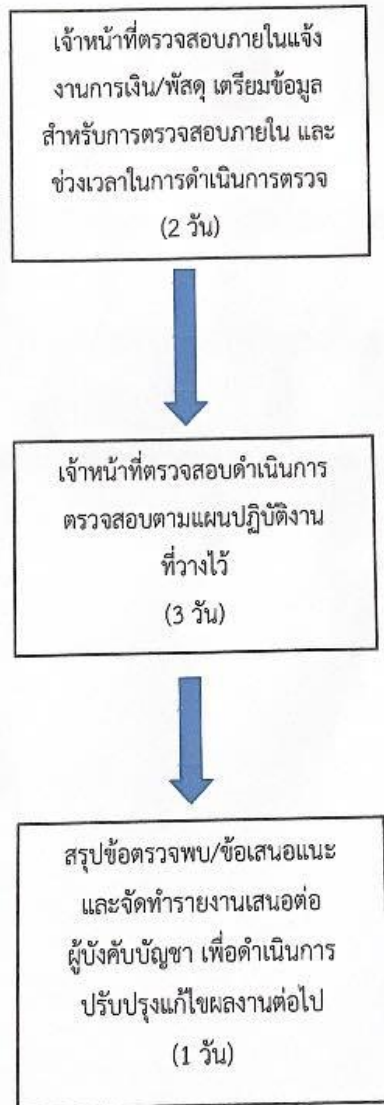 เจ้าหน้าที่ตรวจสอบภายในแจ้ง
งานการเงิน/พัสดุ เตรียมข้อมูล
สำหรับการตรวจสอบภายใน และ
ช่วงเวลาในการดำเนินการตรวจ
(2 วัน)
เจ้าหน้าที่ตรวจสอบดำเนินการ
ตรวจสอบตามแผนปฏิบัติงาน
ที่วางไว้
(3 วัน)
สรุปข้อตรวจพบ/ข้อเสนอแนะ
และจัดทำรายงานเสนอต่อ
ผู้บังคับบัญชา เพื่อดำเนินการ
ปรับปรุงแก้ไขผลงานต่อไป
(1 วัน)